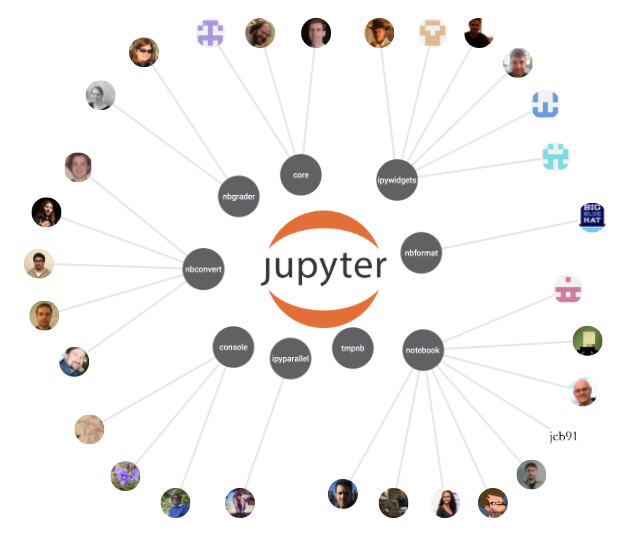 core
ipywidgets
nbgrader
BIG
BLUE
HAT
nbformat
jupyter
nbconvert
console
ipyparallel
tmpnb
notebook
jcb91